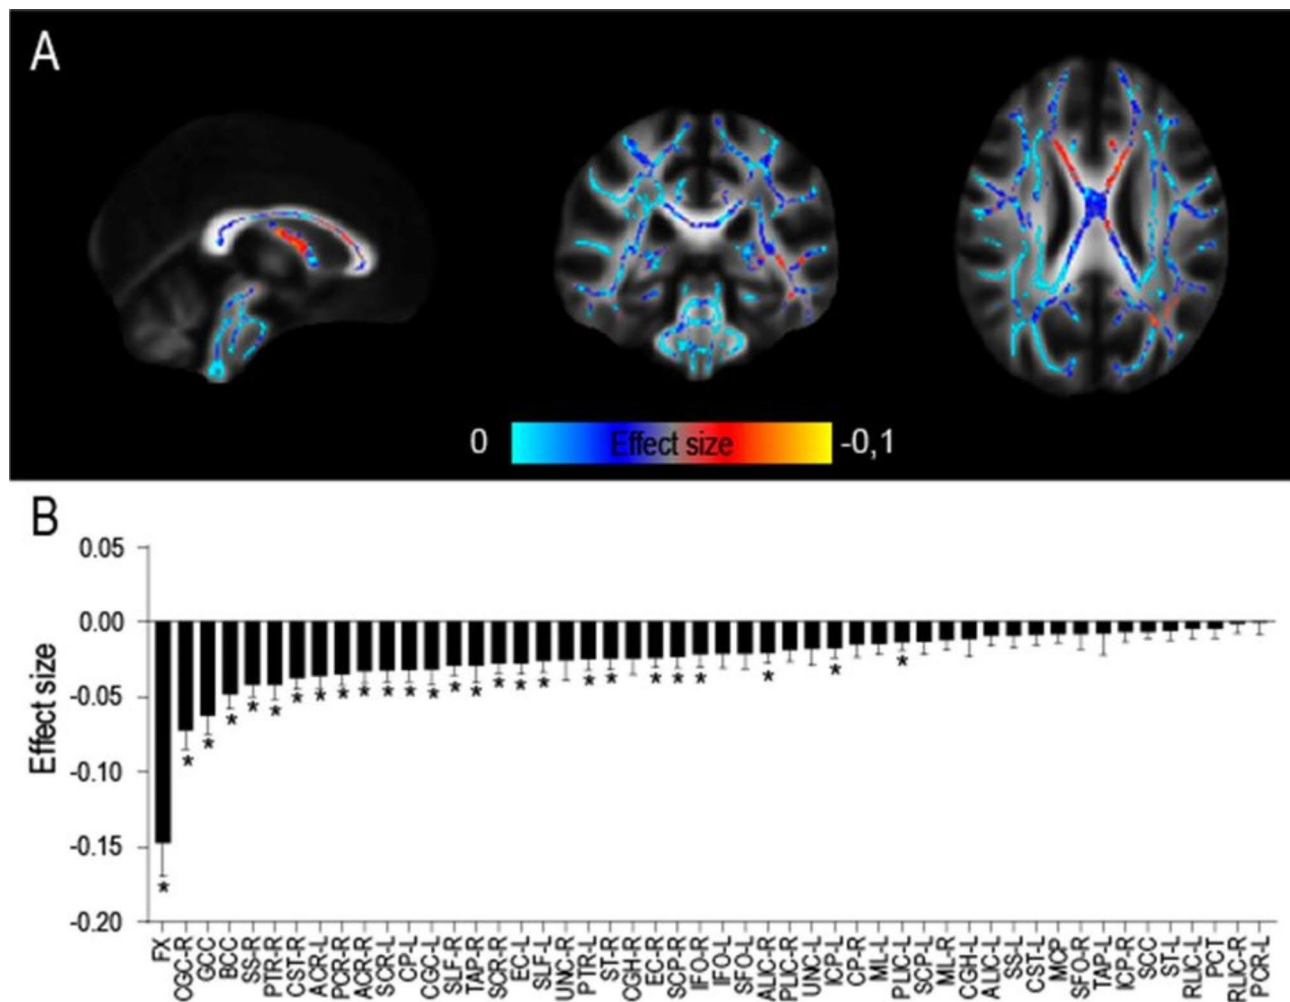 A
0 Effect size -0,1
B
0.05
0.00
-0.05
-0.10
-0.15
-0.20
Effect size
* * * * * * * * * * * * * * * * * * * * * * * * * * *
FX CGC-R GCC BCC SS-R PTR-R CST-R ACR-L PCR-R ACR-R SCR-L CP-L CGC-L SLF-R TAP-R SCR-R EC-L SLF-L UNC-R PTR-L ST-R CGH-R EC-R SCP-R IFO-R IFO-L SFO-L ALIC-R PLIC-R UNC-L ICP-L CP-R ML-L PLIC-L SCP-L ML-R CGH-L ALIC-L SS-L CST-L MCP SFO-R TAP-L ICP-R SCC ST-L RLIC-L PCT RLIC-R PCR-L